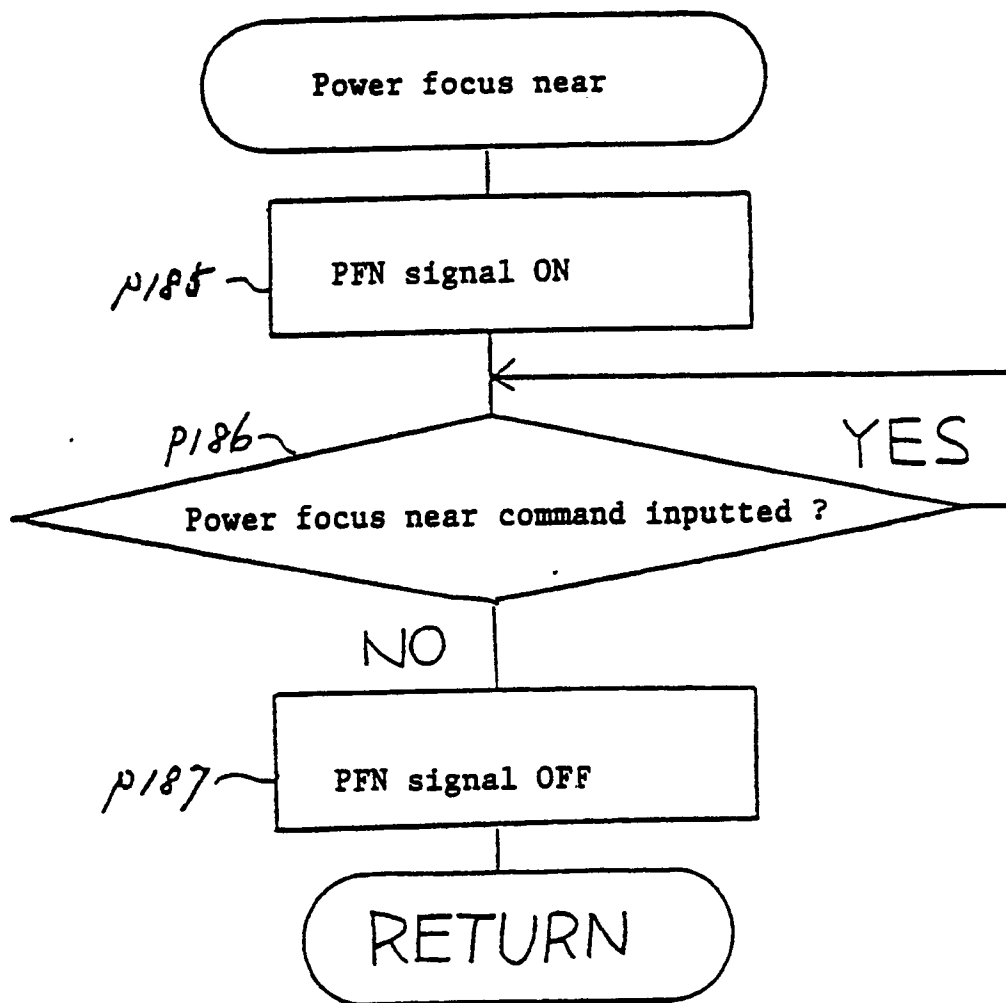 Power focus near
PFN signal ON
p185
p186
YES
Power focus near command inputted ?
NO
PFN signal OFF
p187
RETURN